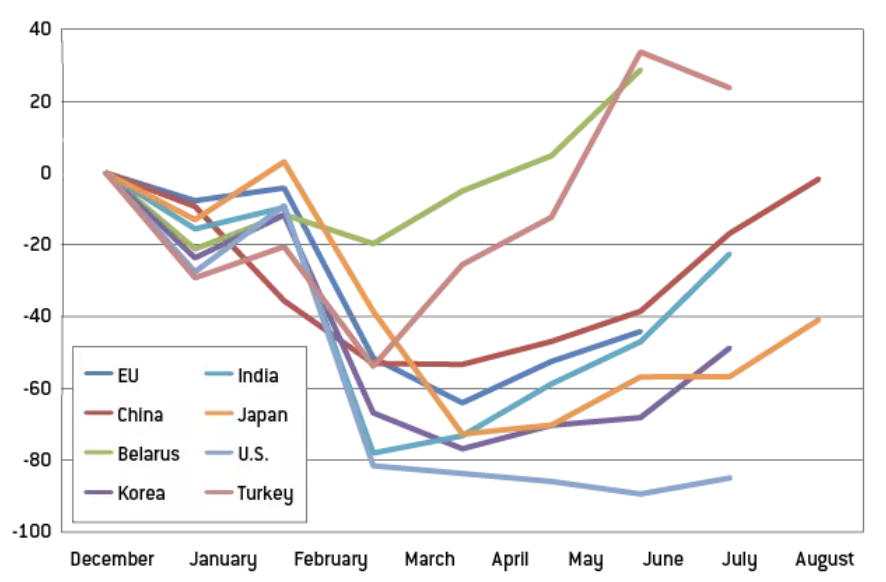 40
20
0
-20
-40
-60
-80
-100
EU India
China Japan
Belarus U.S.
Korea Turkey
December January February March April May June July August